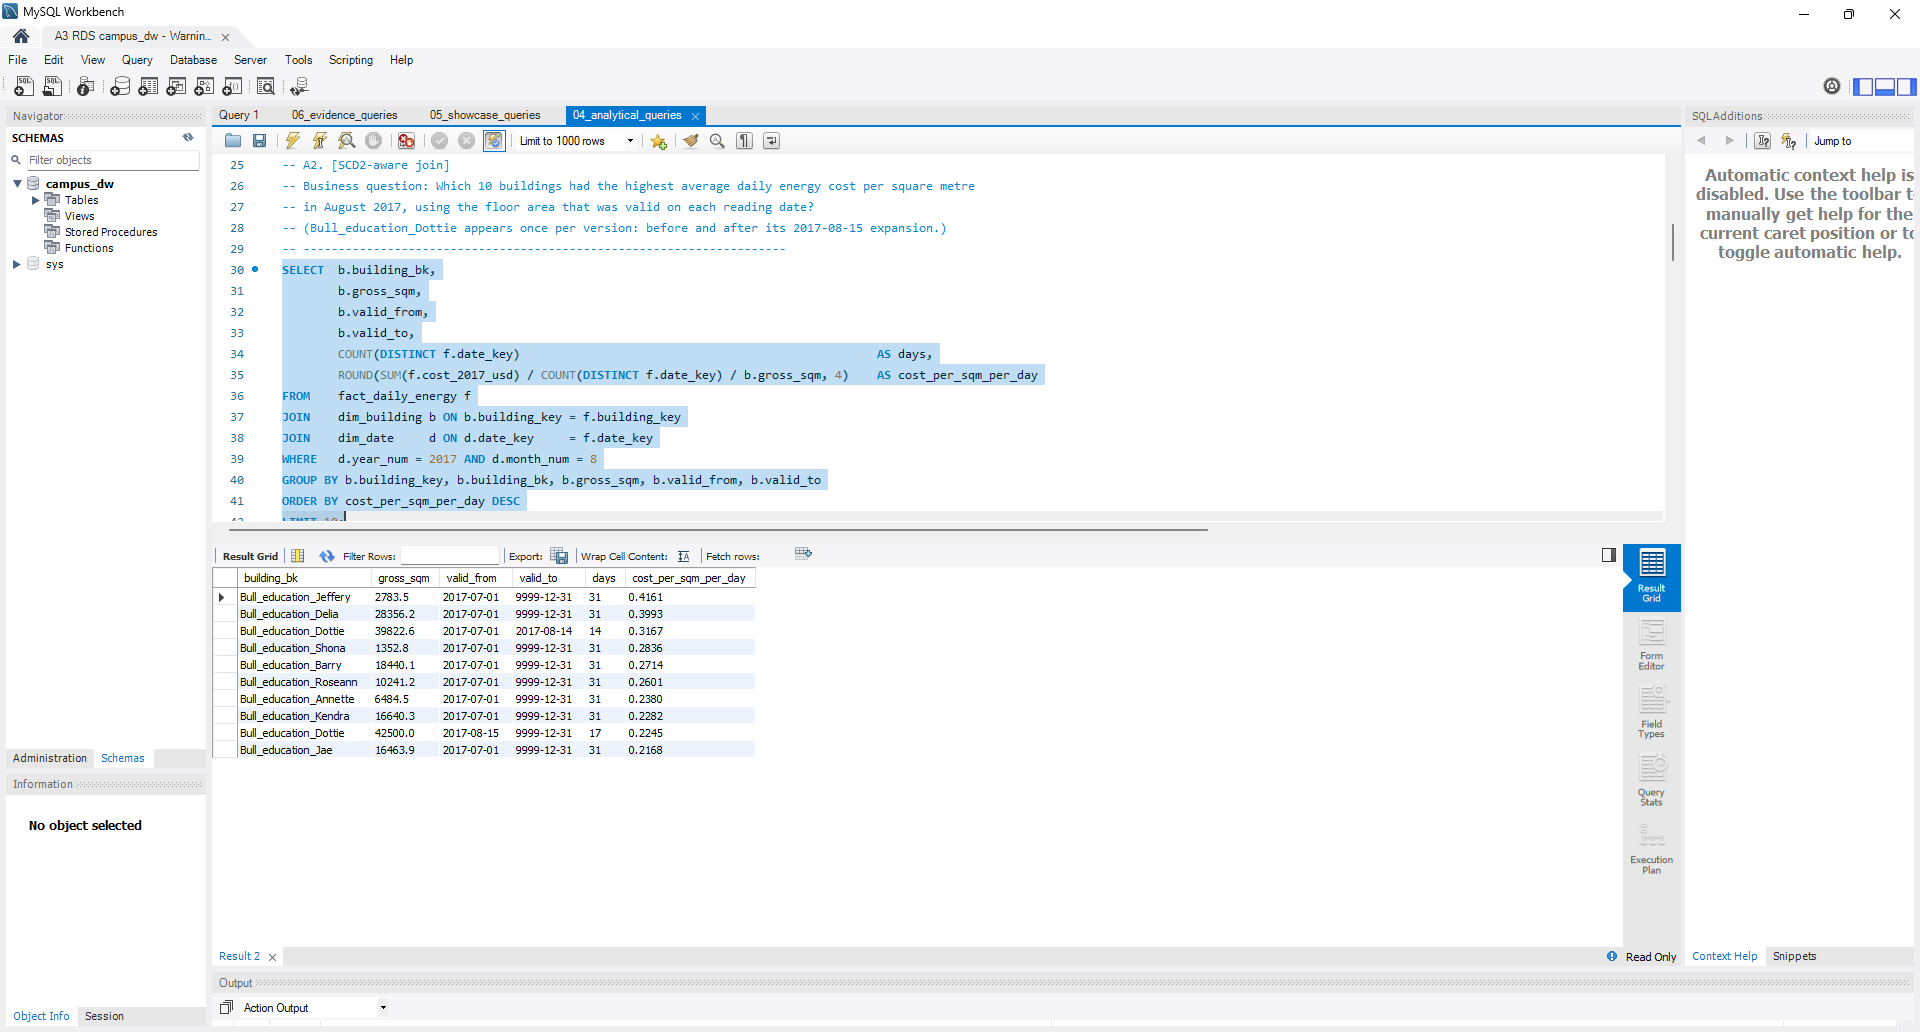 MySQL Workbench
A3 RDS campus_dw - Warnin...
File Edit View Query Database Server Tools Scripting Help
Navigator
SCHEMAS
Filter objects
campus_dw
Tables
Views
Stored Procedures
Functions
sys
Administration Schemas
Information
No object selected
Object Info Session
Query 1 06_evidence_queries 05_showcase_queries 04_analytical_queries
Limit to 1000 rows
25 -- A2. [SCD2-aware join]
26 -- Business question: Which 10 buildings had the highest average daily energy cost per square metre
27 -- in August 2017, using the floor area that was valid on each reading date?
28 -- (Bull_education_Dottie appears once per version: before and after its 2017-08-15 expansion.)
29 -- ---------------------------------------------------------------------
30 SELECT b.building_bk,
31 b.gross_sqm,
32 b.valid_from,
33 b.valid_to,
34 COUNT(DISTINCT f.date_key) AS days,
35 ROUND(SUM(f.cost_2017_usd) / COUNT(DISTINCT f.date_key) / b.gross_sqm, 4) AS cost_per_sqm_per_day
36 FROM fact_daily_energy f
37 JOIN dim_building b ON b.building_key = f.building_key
38 JOIN dim_date d ON d.date_key = f.date_key
39 WHERE d.year_num = 2017 AND d.month_num = 8
40 GROUP BY b.building_key, b.building_bk, b.gross_sqm, b.valid_from, b.valid_to
41 ORDER BY cost_per_sqm_per_day DESC
42 LIMIT 10;
Result Grid Filter Rows: Export: Wrap Cell Content: Fetch rows:
building_bk gross_sqm valid_from valid_to days cost_per_sqm_per_day
Bull_education_Jeffery 2783.5 2017-07-01 9999-12-31 31 0.4161
Bull_education_Delia 28356.2 2017-07-01 9999-12-31 31 0.3993
Bull_education_Dottie 39822.6 2017-07-01 2017-08-14 14 0.3167
Bull_education_Shona 1352.8 2017-07-01 9999-12-31 31 0.2836
Bull_education_Barry 18440.1 2017-07-01 9999-12-31 31 0.2714
Bull_education_Roseann 10241.2 2017-07-01 9999-12-31 31 0.2601
Bull_education_Annette 6484.5 2017-07-01 9999-12-31 31 0.2380
Bull_education_Kendra 16640.3 2017-07-01 9999-12-31 31 0.2282
Bull_education_Dottie 42500.0 2017-08-15 9999-12-31 17 0.2245
Bull_education_Jae 16463.9 2017-07-01 9999-12-31 31 0.2168
Result Grid
Form Editor
Field Types
Query Stats
Execution Plan
Result 2
Read Only
Output
Action Output
SQLAdditions
Jump to
Automatic context help is
disabled. Use the toolbar t
manually get help for the
current caret position or to
toggle automatic help.
Context Help Snippets